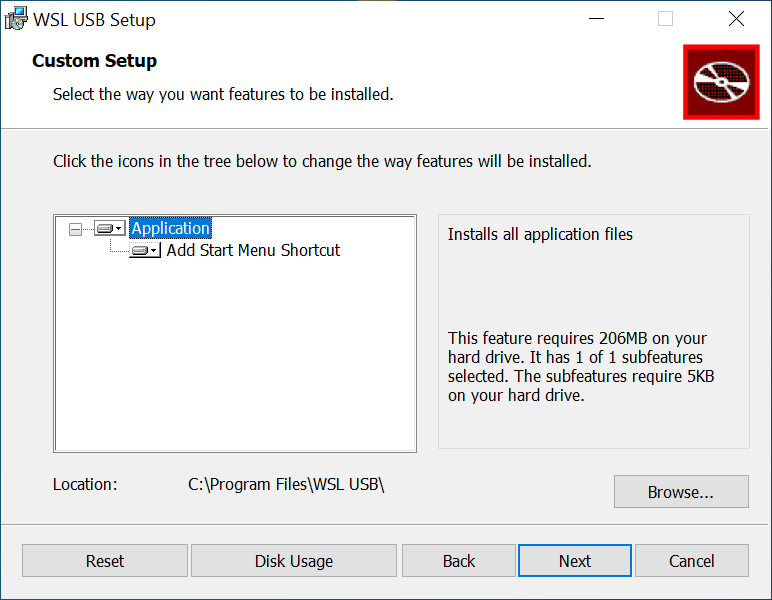 WSL USB Setup
Custom Setup
Select the way you want features to be installed.
Click the icons in the tree below to change the way features will be installed.
Application
Add Start Menu Shortcut
Installs all application files
This feature requires 206MB on your
hard drive. It has 1 of 1 subfeatures
selected. The subfeatures require 5KB
on your hard drive.
Location:
C:\Program Files\WSL USB\
Browse...
Reset
Disk Usage
Back
Next
Cancel